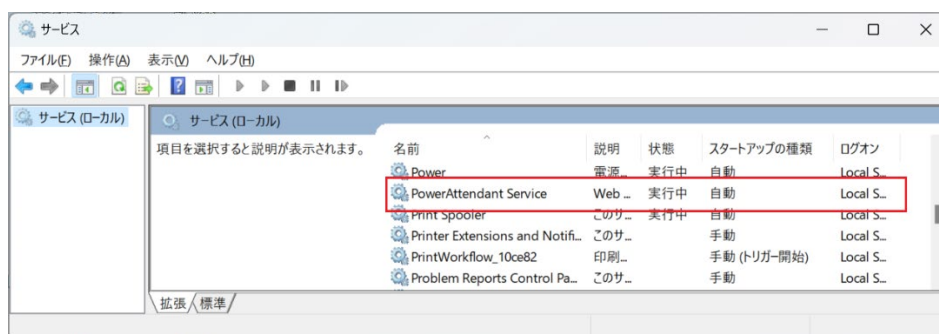 サービス
ファイル(F) 操作(A) 表示(V) ヘルプ(H)
サービス (ローカル)
サービス (ローカル)
項目を選択すると説明が表示されます。
名前 説明 状態 スタートアップの種類 ログオン
Power 電源... 実行中 自動 Local S...
PowerAttendant Service Web ... 実行中 自動 Local S...
Print Spooler このサ... 実行中 自動 Local S...
Printer Extensions and Notifi... このサ... 手動 Local S...
PrintWorkflow_10ce82 印刷... 手動 (トリガー開始) Local S...
Problem Reports Control Pa... このサ... 手動 Local S...
拡張 標準